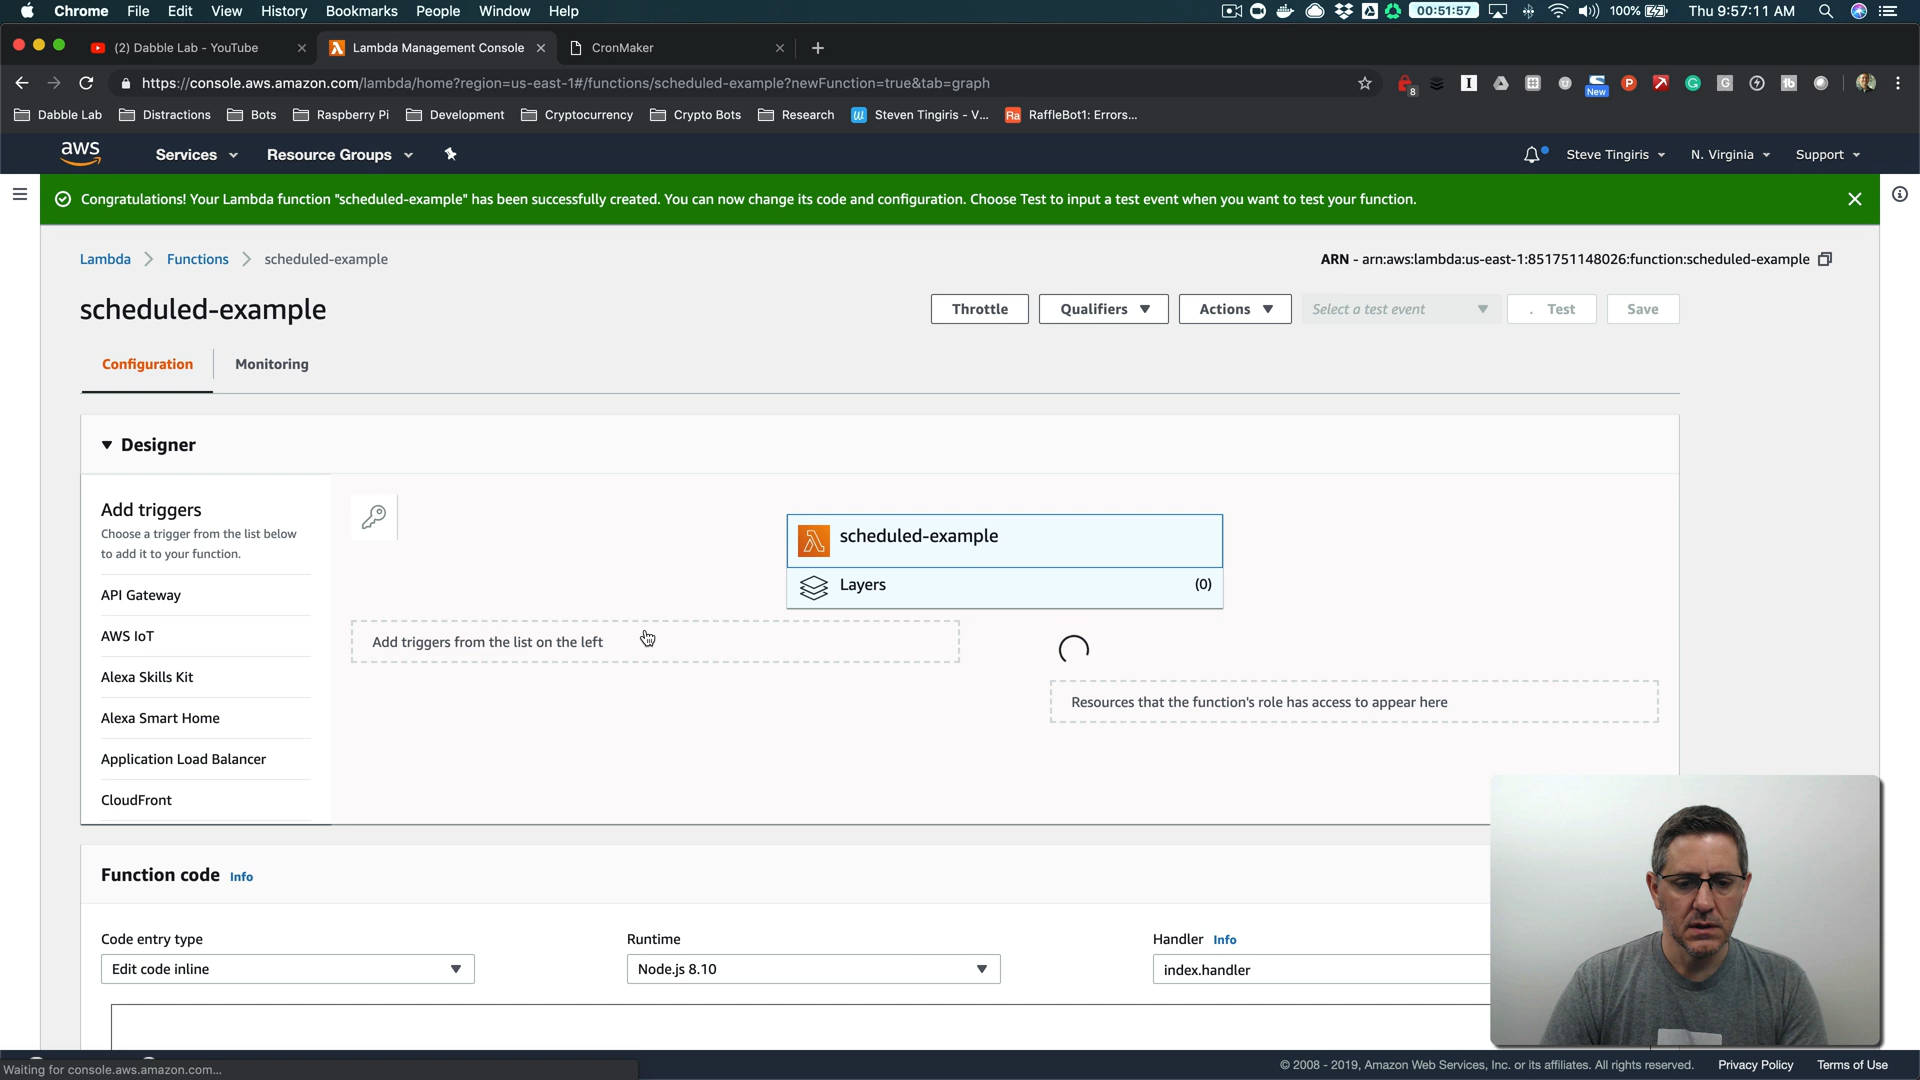 Chrome File Edit View History Bookmarks People Window Help 00:51:57 100% Thu 9:57:11 AM
(2) Dabble Lab - YouTube Lambda Management Console CronMaker
https://console.aws.amazon.com/lambda/home?region=us-east-1#/functions/scheduled-example?newFunction=true&tab=graph 8 New
Dabble Lab Distractions Bots Raspberry Pi Development Cryptocurrency Crypto Bots Research Steven Tingiris - V... RaffleBot1: Errors...
aws Services Resource Groups Steve Tingiris N. Virginia Support
Congratulations! Your Lambda function "scheduled-example" has been successfully created. You can now change its code and configuration. Choose Test to input a test event when you want to test your function.
Lambda Functions scheduled-example ARN - arn:aws:lambda:us-east-1:851751148026:function:scheduled-example
scheduled-example Throttle Qualifiers Actions Select a test event Test Save
Configuration Monitoring
Designer
Add triggers
Choose a trigger from the list below
to add it to your function.
API Gateway
AWS IoT
Alexa Skills Kit
Alexa Smart Home
Application Load Balancer
CloudFront
scheduled-example
Layers (0)
Add triggers from the list on the left
Resources that the function's role has access to appear here
Function code Info
Code entry type Runtime Handler Info
Edit code inline Node.js 8.10 index.handler
Waiting for console.aws.amazon.com...
© 2008 - 2019, Amazon Web Services, Inc. or its affiliates. All rights reserved. Privacy Policy Terms of Use